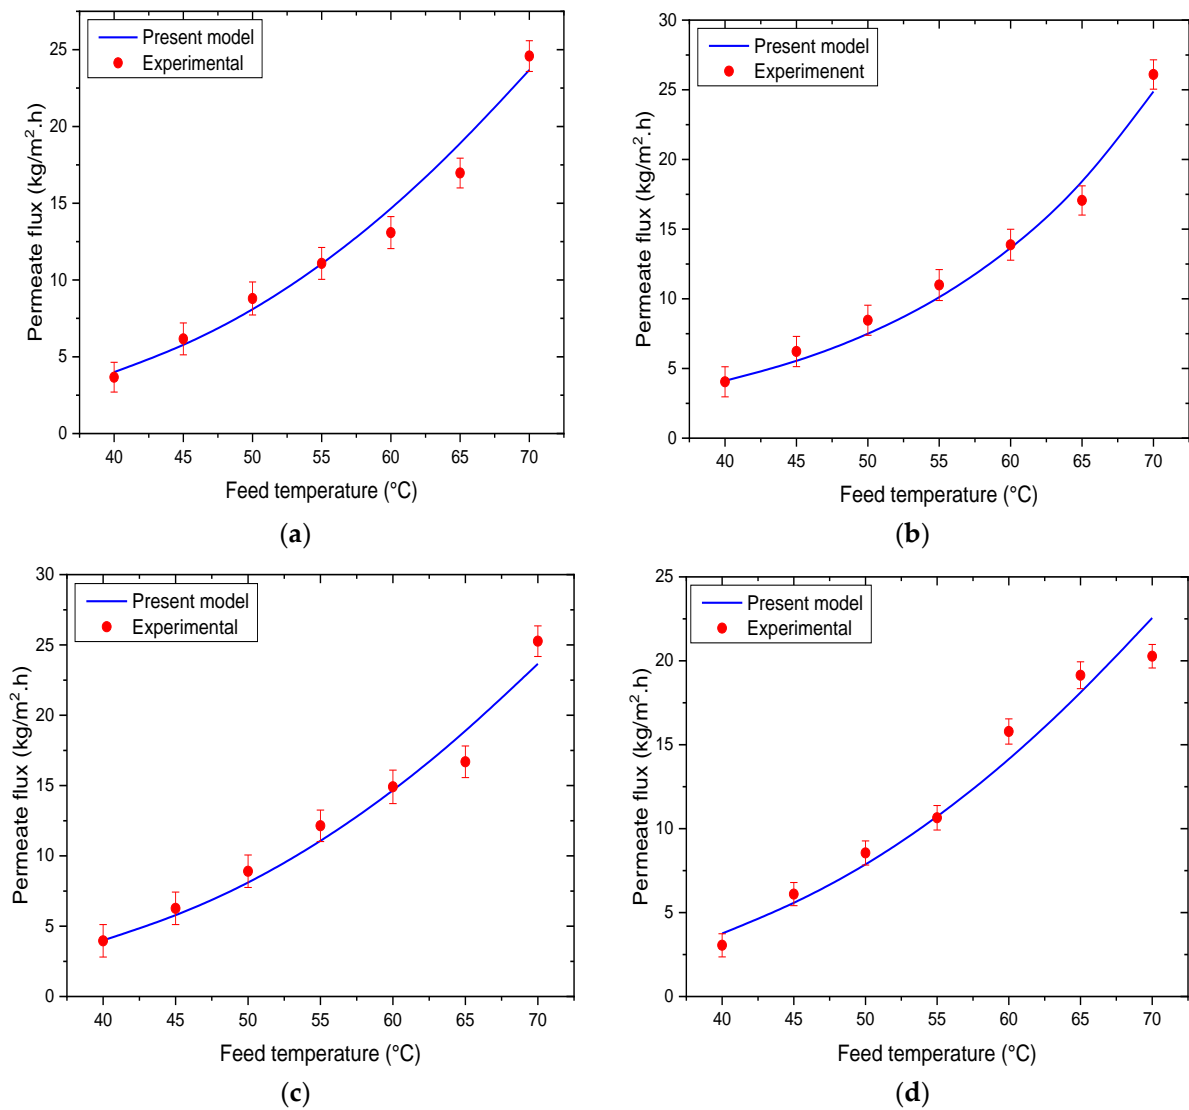 Present model
Experimental
Permeate flux (kg/m².h)
25
20
15
10
5
0
40 45 50 55 60 65 70
Feed temperature (°C)
(a)
Present model
Experimenent
Permeate flux (kg/m².h)
30
25
20
15
10
5
0
40 45 50 55 60 65 70
Feed temperature (°C)
(b)
Present model
Experimental
Permeate flux (kg/m².h)
30
25
20
15
10
5
0
40 45 50 55 60 65 70
Feed temperature (°C)
(c)
Present model
Experimental
Permeate flux (kg/m².h)
25
20
15
10
5
0
40 45 50 55 60 65 70
Feed temperature (°C)
(d)